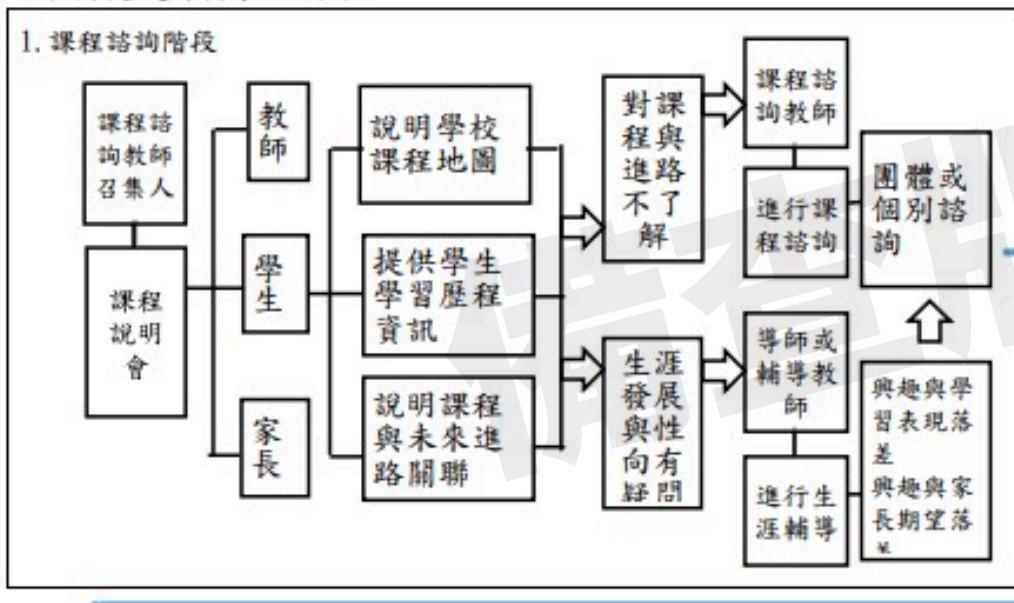 1. 課程諮詢階段
課程諮
詢教師
召集人
課程
說明
會
教
師
學
生
家
長
說明學校
課程地圖
提供學生
學習歷程
資訊
說明課程
與未來進
路關聯
對課
程與
進路
不了
解
生涯
發展
與性
向有
疑問
課程諮
詢教師
進行課
程諮詢
團體或
個別諮
詢
導師或
輔導教
師
進行生
涯輔導
興趣與學
習表現落
差
興趣與家
長期望落